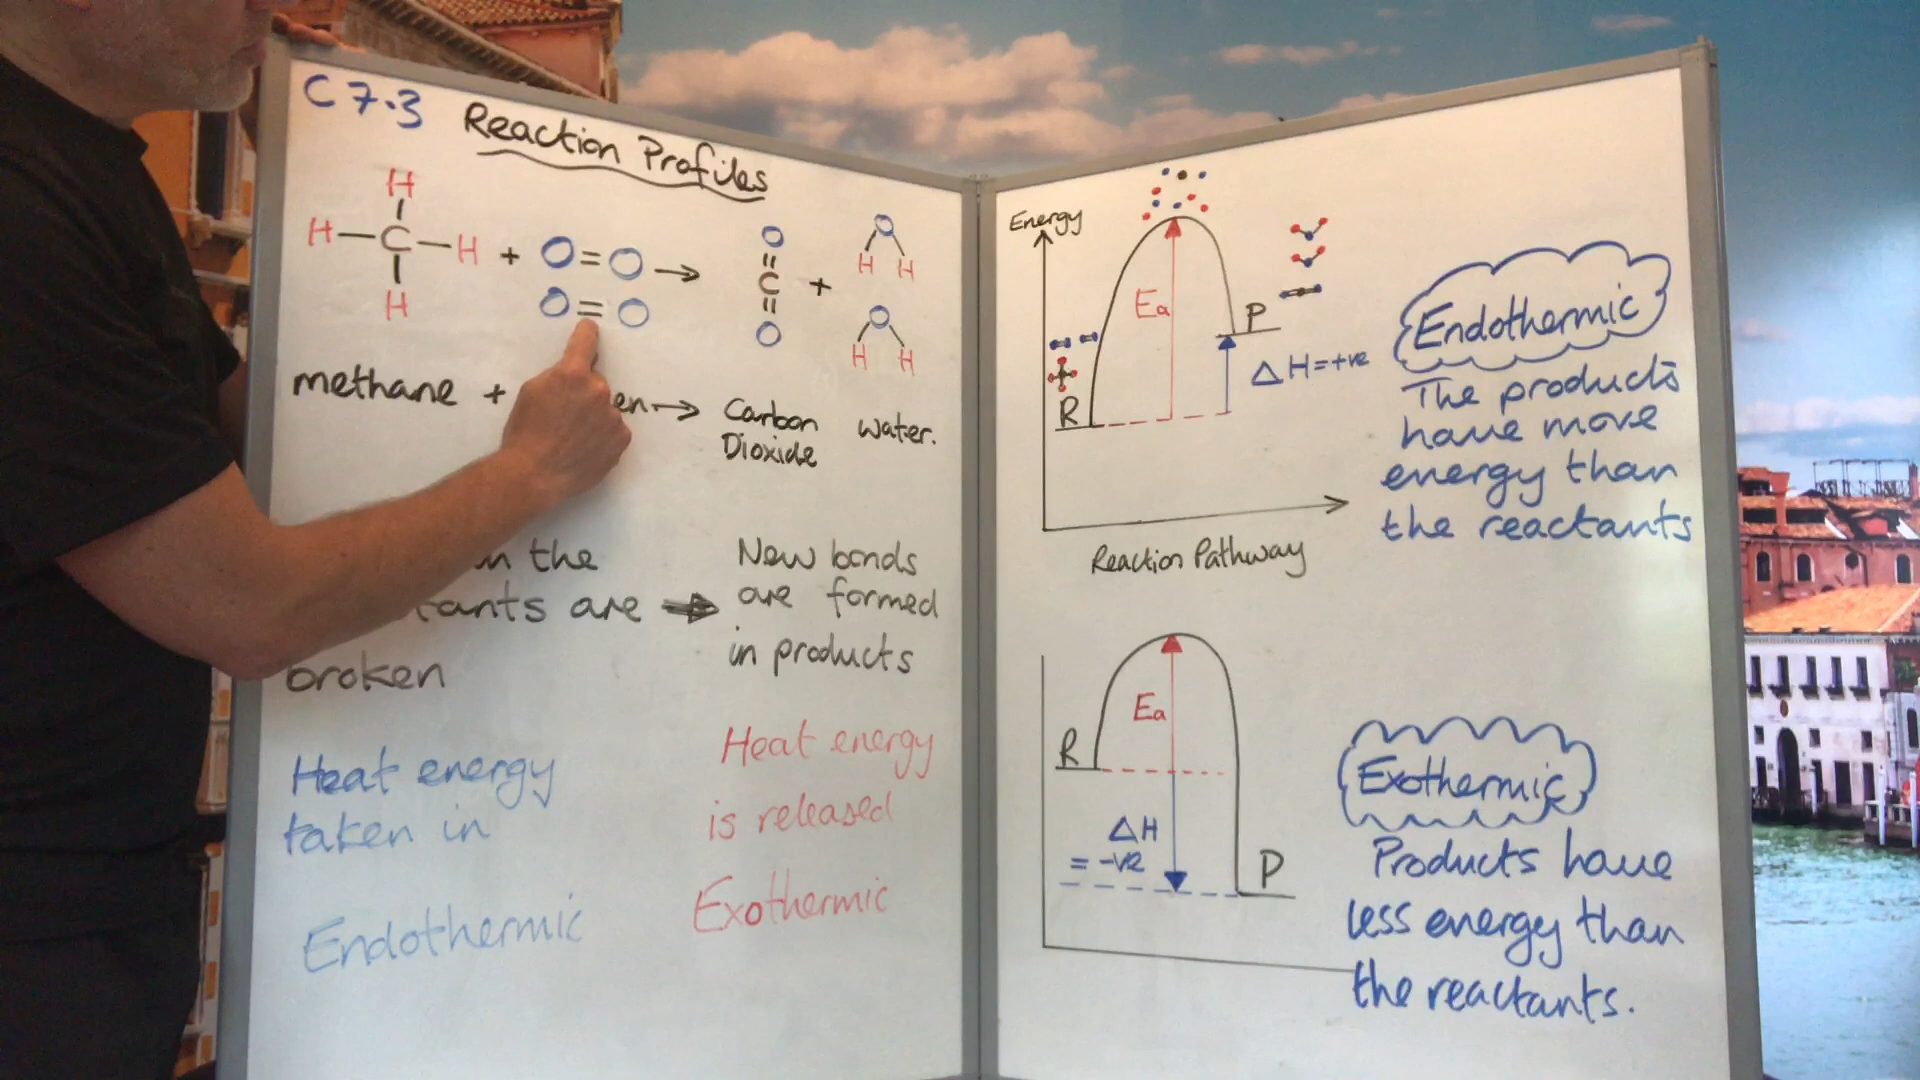 C7.3 Reaction Profiles
H
H—C—H + O=O →
H
O=O
O=C=O + O
H H
O
H H
methane + en → Carbon Dioxide water.
in the
tants are
broken
New bonds
are formed
in products
Heat energy
taken in
Endothermic
Heat energy
is released
Exothermic
Energy
Ea
R
P
ΔH=+ve
Reaction Pathway
Endothermic
The products
have more
energy than
the reactants
R
Ea
ΔH
= -ve
P
Exothermic
Products have
less energy than
the reactants.